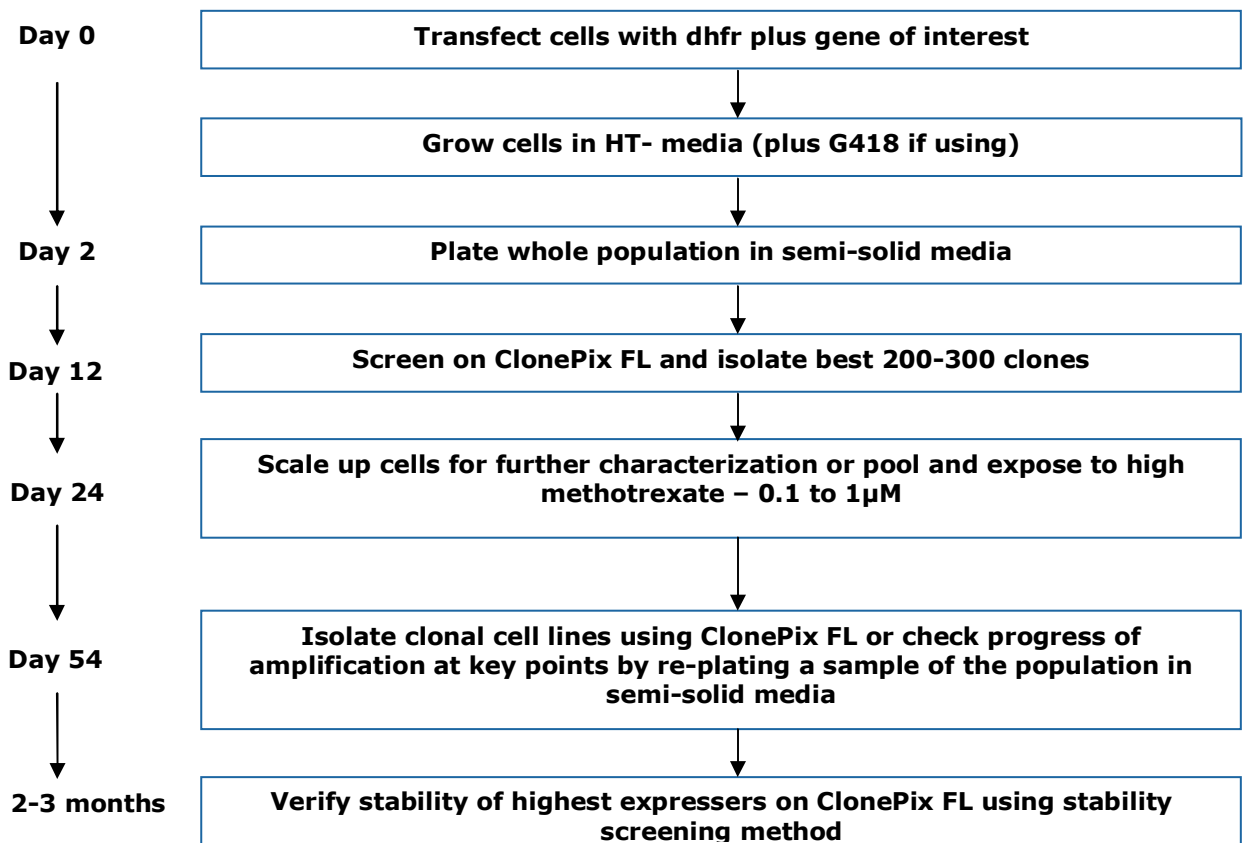 Day 0
Transfect cells with dhfr plus gene of interest
Grow cells in HT- media (plus G418 if using)
Day 2
Plate whole population in semi-solid media
Day 12
Screen on ClonePix FL and isolate best 200-300 clones
Day 24
Scale up cells for further characterization or pool and expose to high
methotrexate – 0.1 to 1µM
Day 54
Isolate clonal cell lines using ClonePix FL or check progress of
amplification at key points by re-plating a sample of the population in
semi-solid media
2-3 months
Verify stability of highest expressers on ClonePix FL using stability
screening method